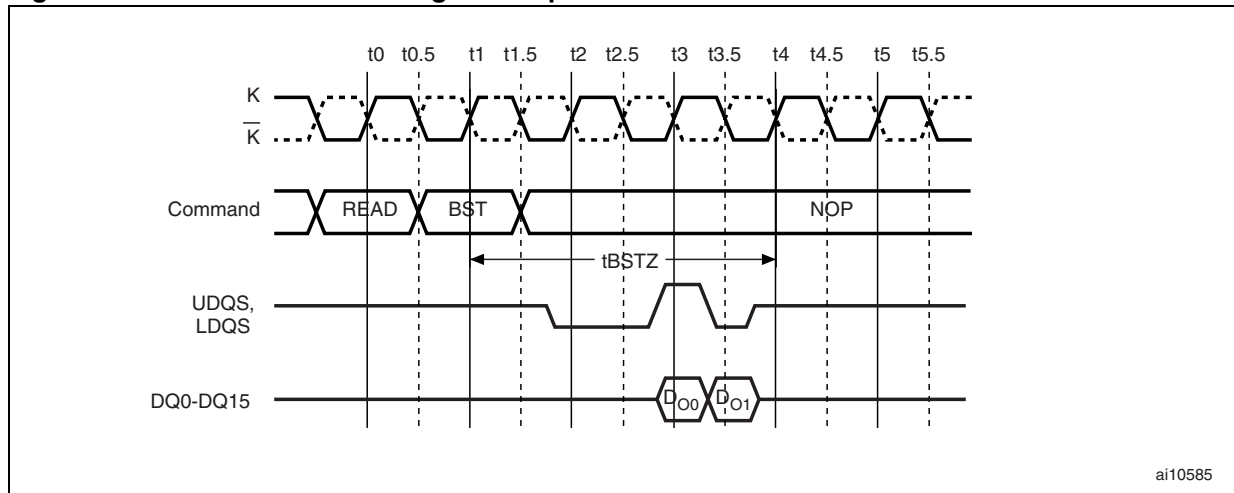 t0 t0.5 t1 t1.5 t2 t2.5 t3 t3.5 t4 t4.5 t5 t5.5
K
K
Command READ BST NOP
tBSTZ
UDQS,
LDQS
DQ0-DQ15 DO0 DO1
ai10585